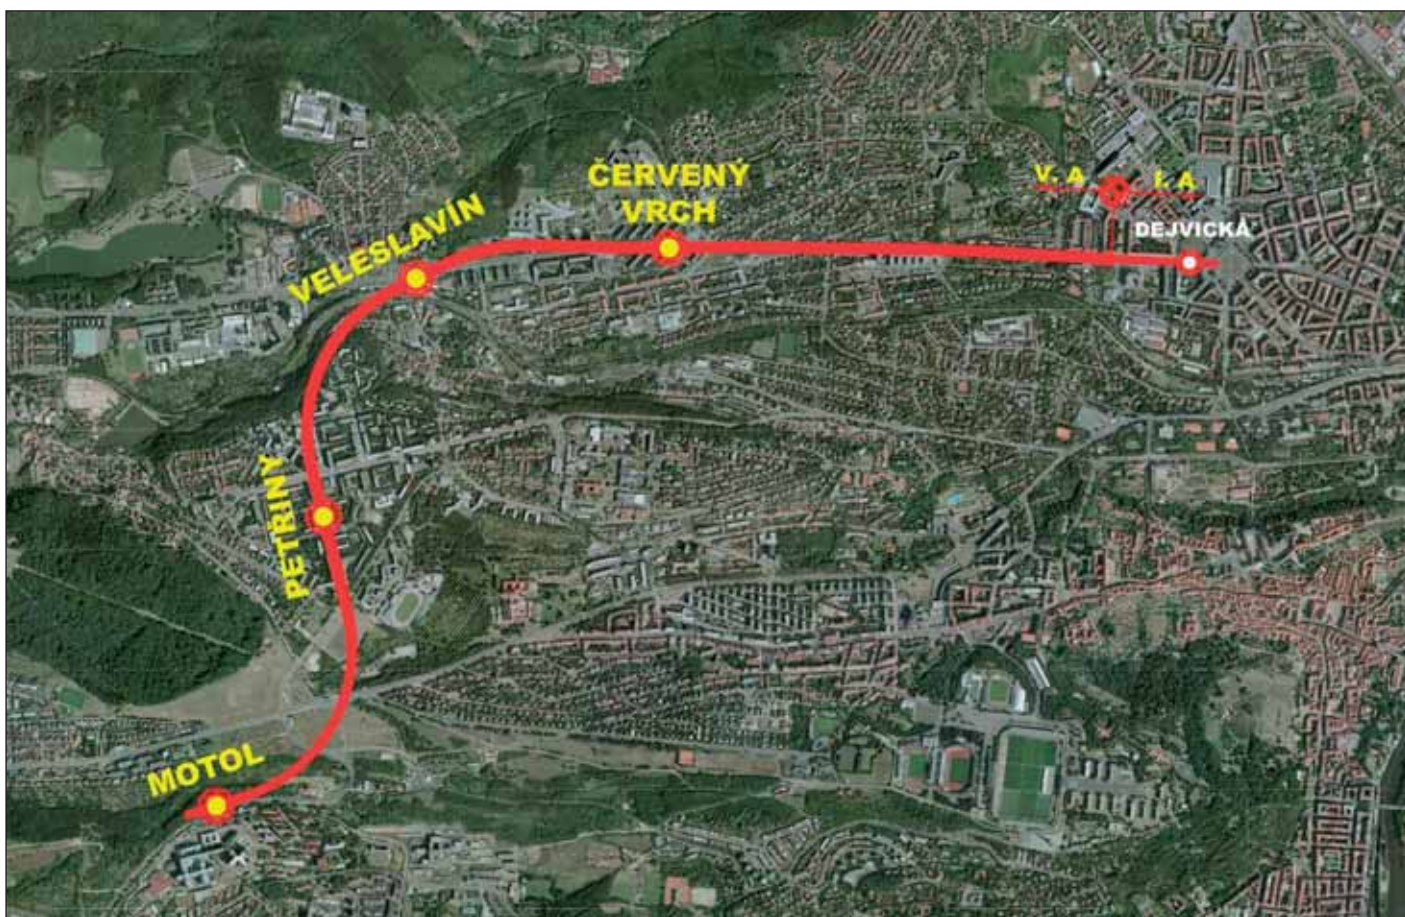 ČERVENÝ
VRCH
V. A
I. A
DEJVICKÁ
VELESLAVÍN
PETŘINY
MOTOL